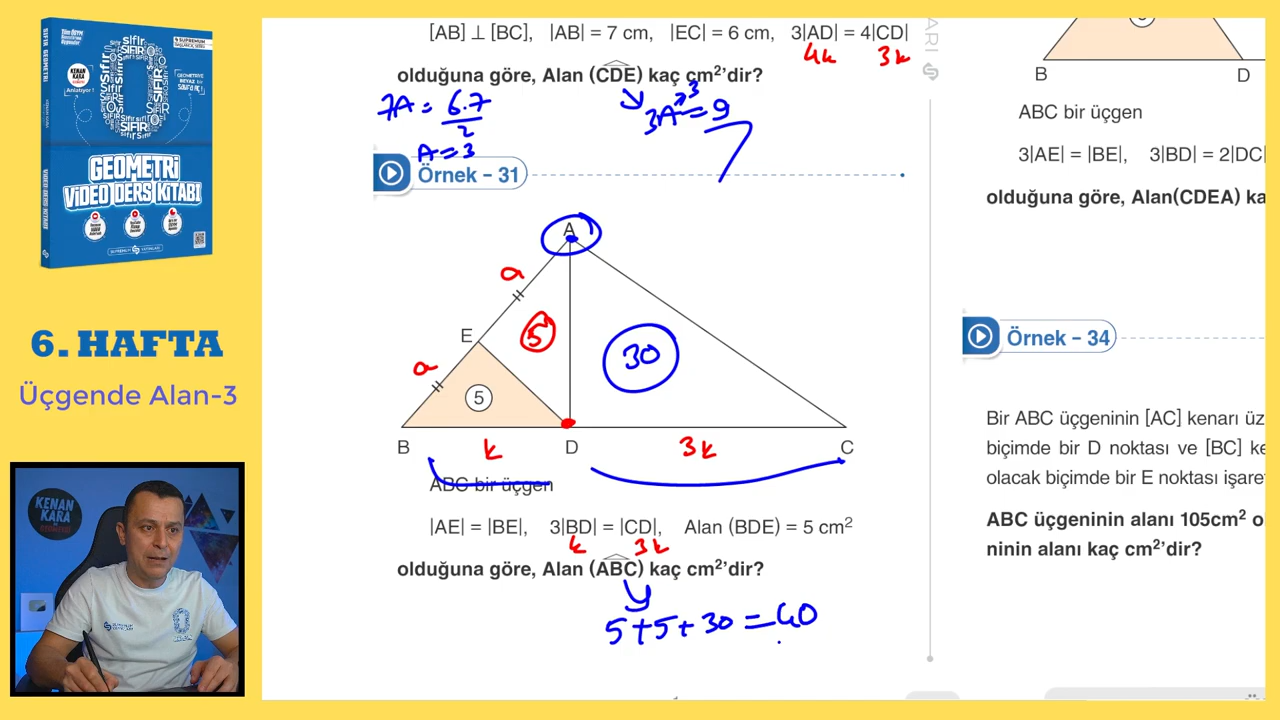 [AB] ⊥ [BC], |AB| = 7 cm, |EC| = 6 cm, 3|AD| = 4|CD|
4k 3k
olduğuna göre, Alan (CDE) kaç cm²'dir?
7A = 6.7/2
A = 3
3A = 9
3
Örnek - 31
A
a
E
5
30
a
5
B
k
D
3k
C
ABC bir üçgen
|AE| = |BE|, 3|BD| = |CD|, Alan (BDE) = 5 cm²
k 3k
olduğuna göre, Alan (ABC) kaç cm²'dir?
5+5+30 = 40
ARI
B
D
ABC bir üçgen
3|AE| = |BE|, 3|BD| = 2|DC|
olduğuna göre, Alan(CDEA) ka
Örnek - 34
Bir ABC üçgeninin [AC] kenarı üz
biçimde bir D noktası ve [BC] ke
olacak biçimde bir E noktası işaret
ABC üçgeninin alanı 105cm² o
ninin alanı kaç cm²'dir?
SIFIR
GEOMETRİ
VİDEO DERS KİTABI
6. HAFTA
Üçgende Alan-3
KENAN
KARA